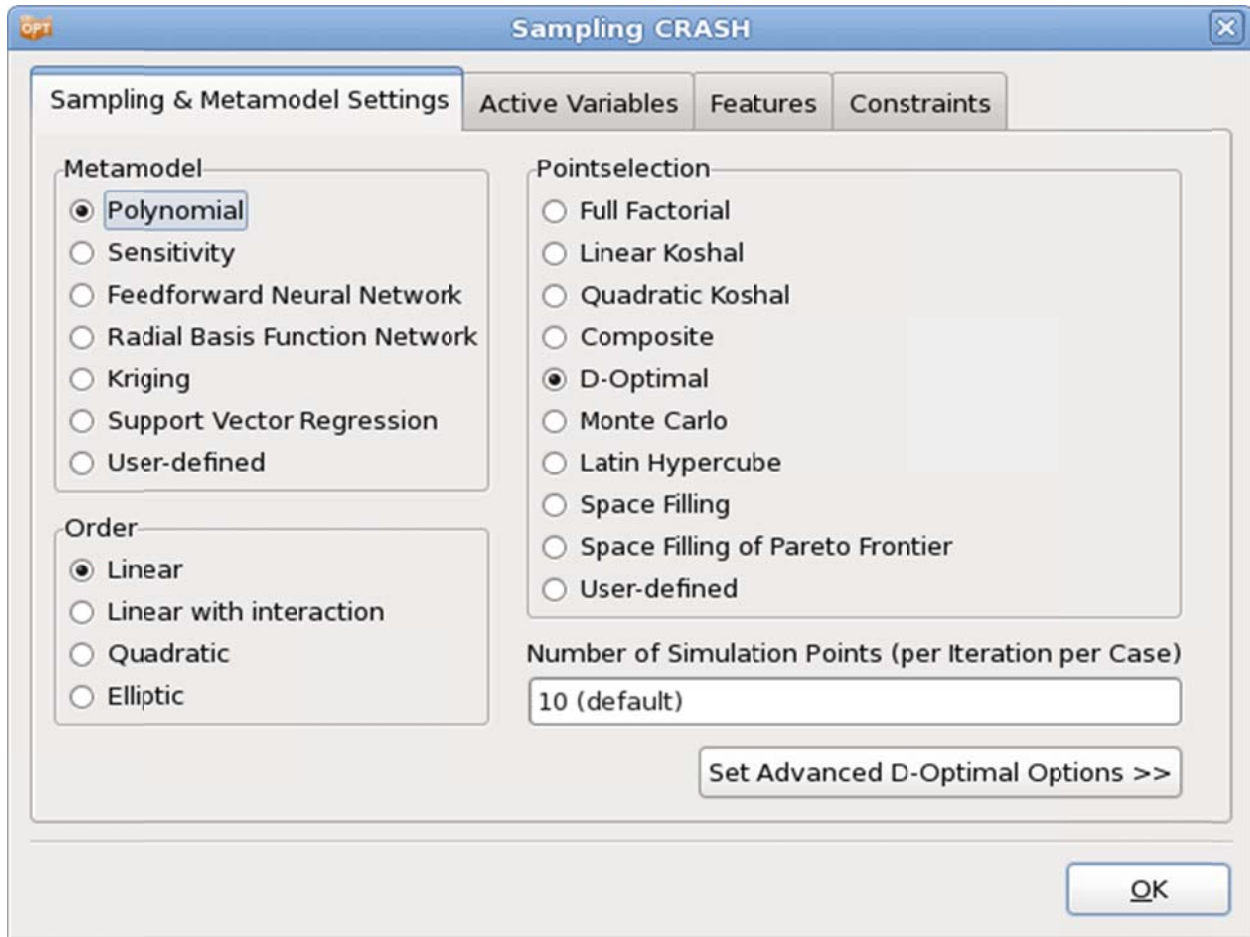 OPT
Sampling CRASH
Sampling & Metamodel Settings
Active Variables
Features
Constraints
Metamodel
Polynomial
Sensitivity
Feedforward Neural Network
Radial Basis Function Network
Kriging
Support Vector Regression
User-defined
Order
Linear
Linear with interaction
Quadratic
Elliptic
Pointselection
Full Factorial
Linear Koshal
Quadratic Koshal
Composite
D-Optimal
Monte Carlo
Latin Hypercube
Space Filling
Space Filling of Pareto Frontier
User-defined
Number of Simulation Points (per Iteration per Case)
10 (default)
Set Advanced D-Optimal Options >>
OK